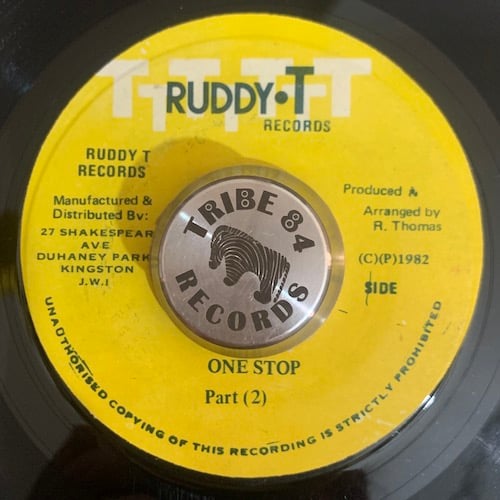 T T T T T
RUDDY•T
RECORDS
RUDDY T
RECORDS
Manufactured &
Distributed By:
27 SHAKESPEAR
AVE
DUHANEY PARK
KINGSTON
J.W.I
Produced &
Arranged by
R. Thomas
(C)(P)1982
SIDE
TRIBE 84
RECORDS
ONE STOP
Part (2)
UNAUTHORISED COPYING OF THIS RECORDING IS STRICTLY PROHIBITED